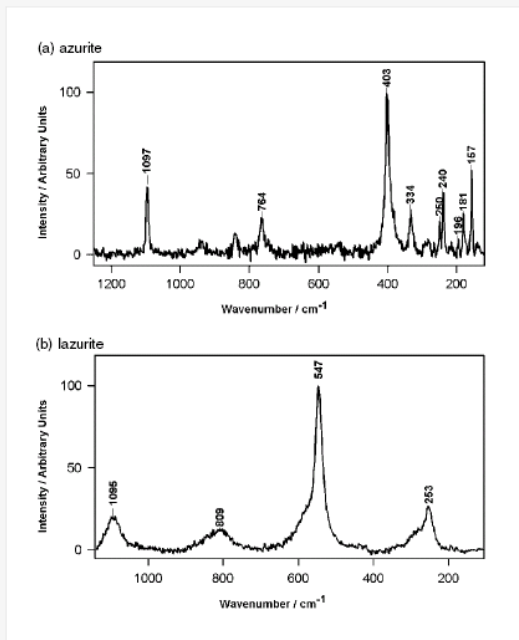 (a) azurite
Intensity / Arbitrary Units
100
50
0
1097
764
403
334
250
240
196
181
157
1200 1000 800 600 400 200
Wavenumber / cm-1
(b) lazurite
Intensity / Arbitrary Units
100
50
0
1095
809
547
253
1000 800 600 400 200
Wavenumber / cm-1